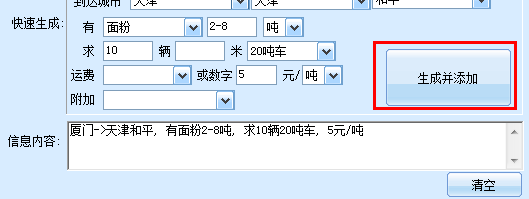 到达城市 天津 天津 和平
快速生成: 有 面粉 2-8 吨
求 10 辆 米 20吨车
运费 或数字 5 元/ 吨
生成并添加
附加
信息内容: 厦门->天津和平, 有面粉2-8吨, 求10辆20吨车, 5元/吨
清空